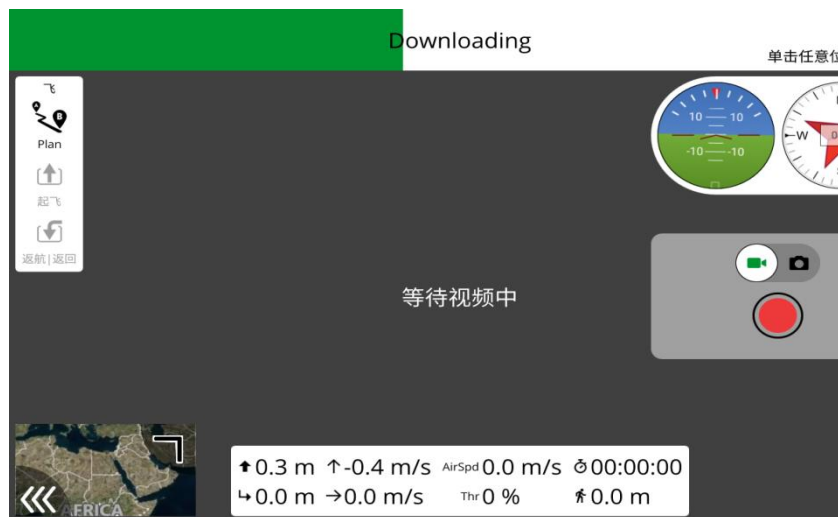 Downloading
单击任意位
飞
Plan
起飞
返航|返回
10 10
-10 -10
W
等待视频中
AFRICA
0.3 m -0.4 m/s AirSpd 0.0 m/s 00:00:00
0.0 m 0.0 m/s Thr 0 % 0.0 m